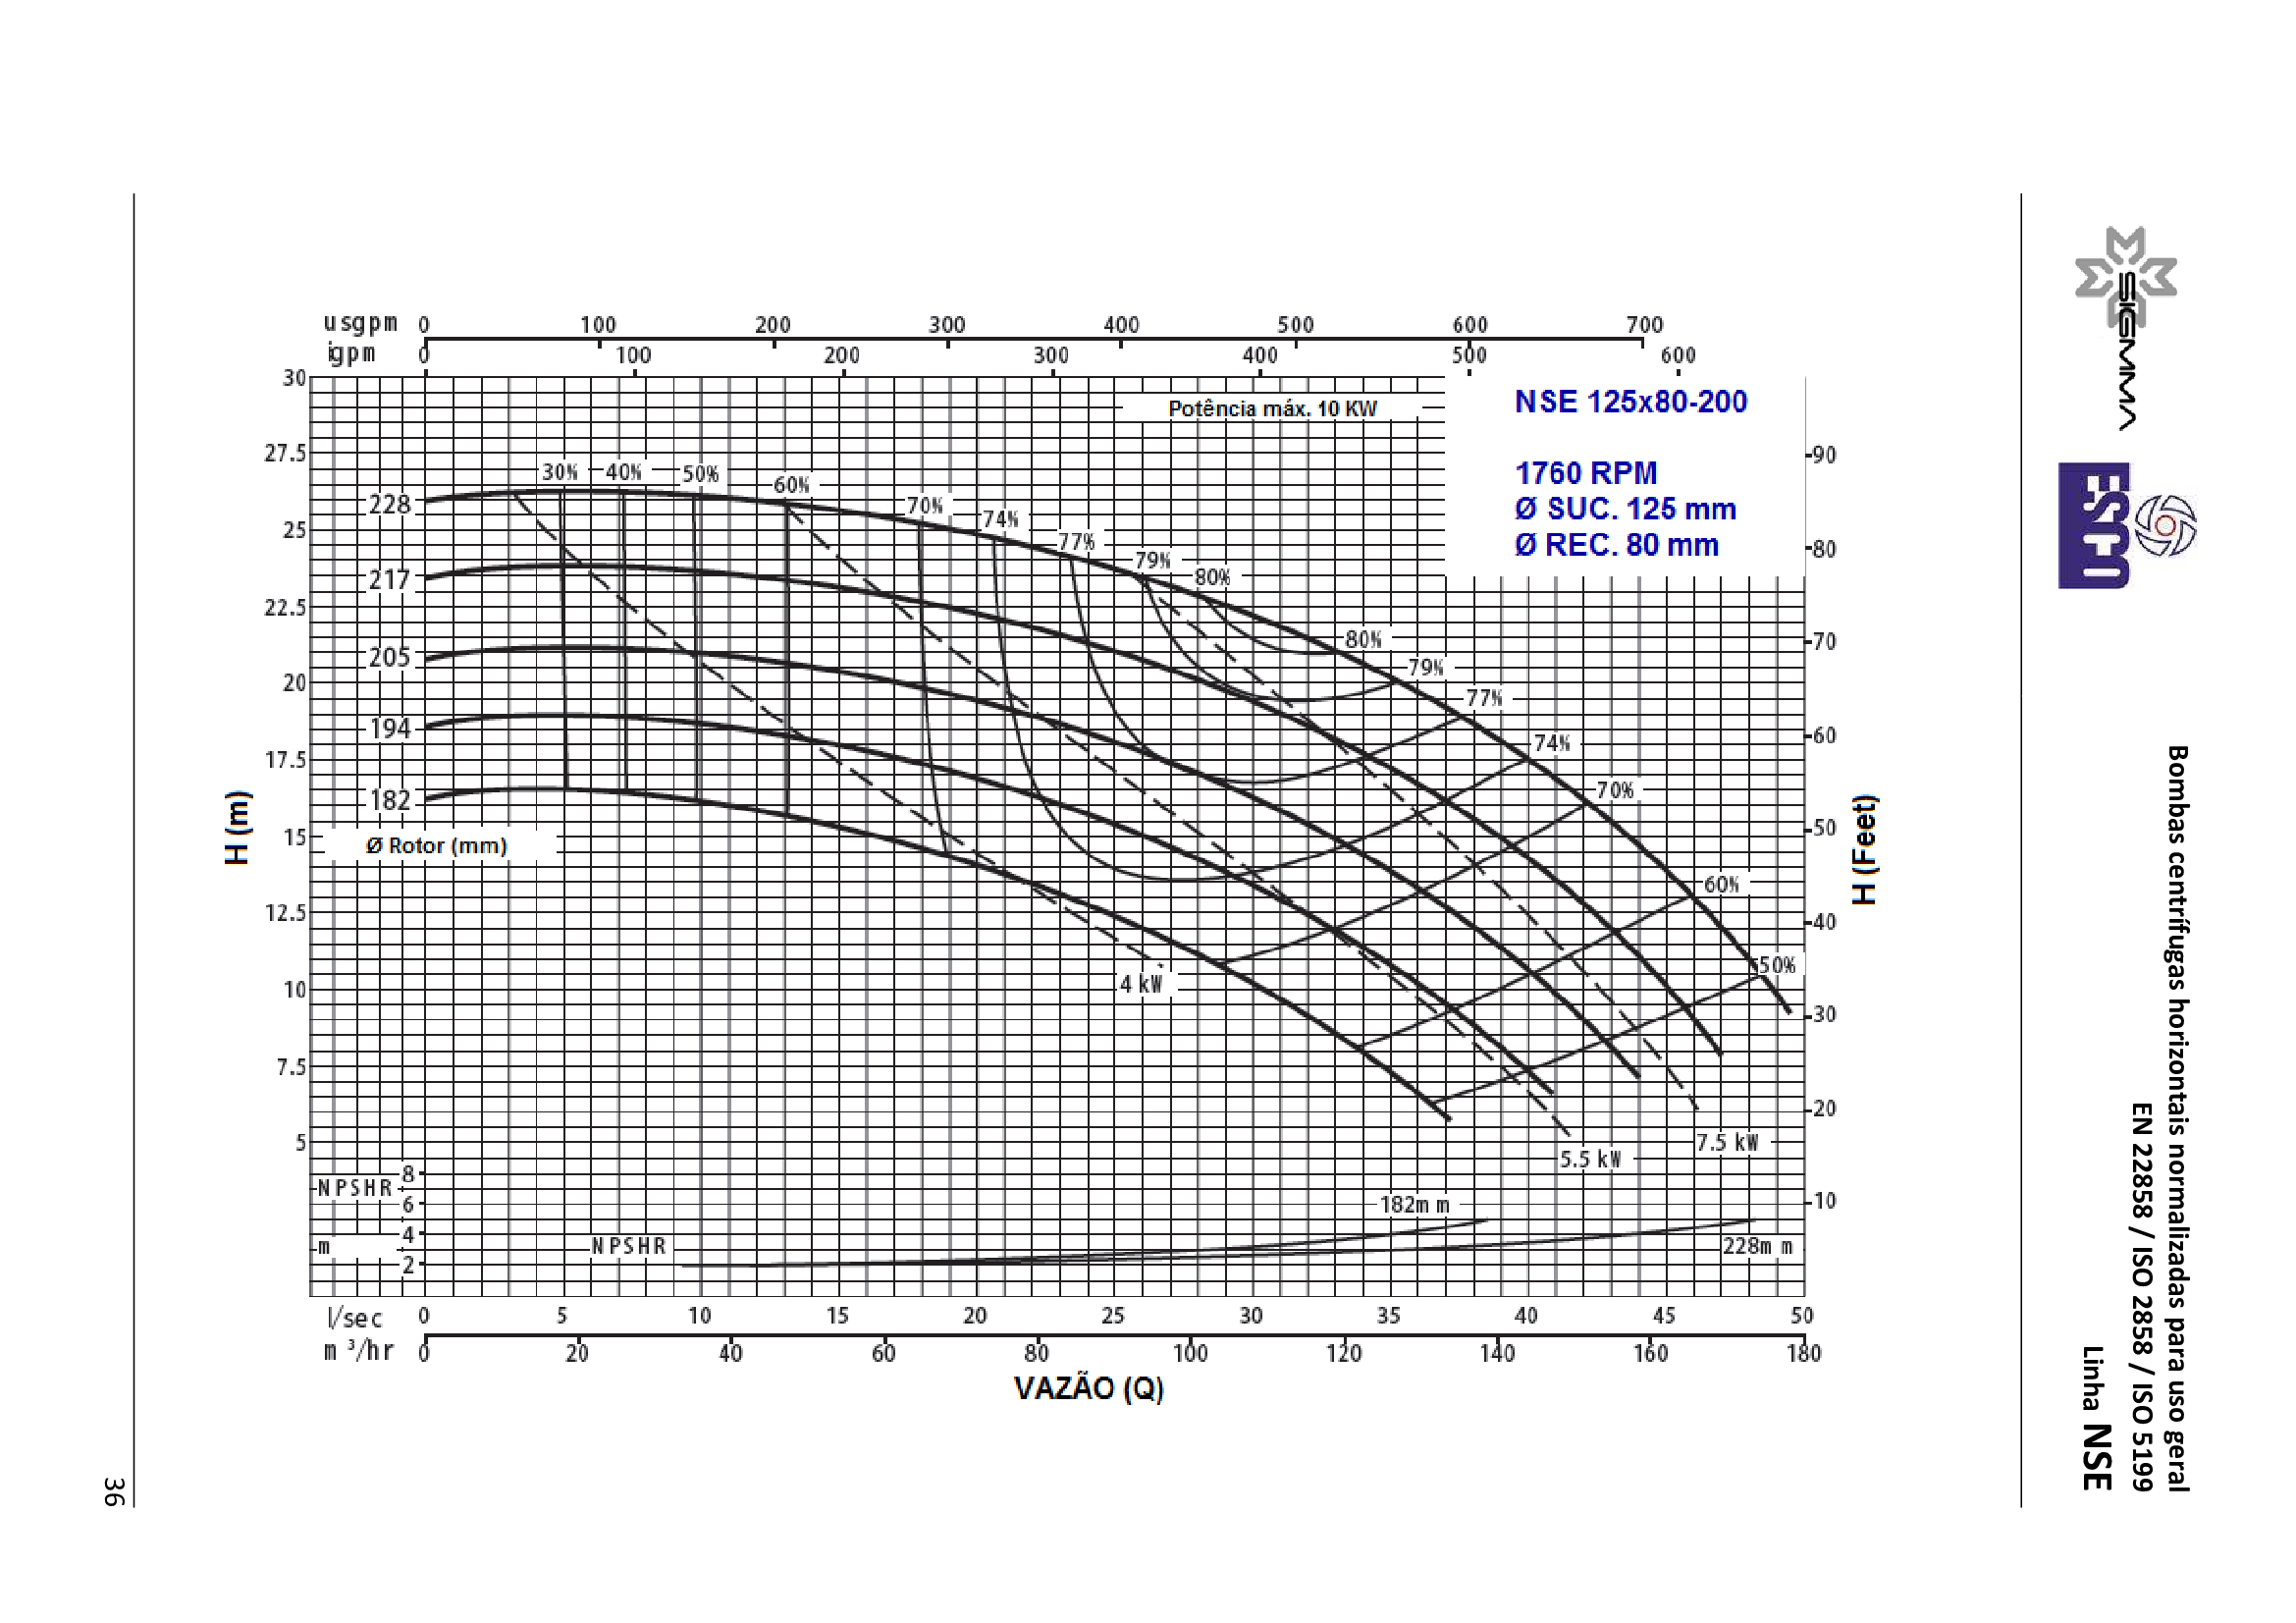 usgpm 0 100 200 300 400 500 600 700
igpm 0 100 200 300 400 500 600
30
27.5
25
22.5
20
17.5
15
12.5
10
7.5
5
H (m)
Potência máx. 10 KW
NSE 125x80-200
1760 RPM
Ø SUC. 125 mm
Ø REC. 80 mm
90
80
70
60
50
40
30
20
10
H (Feet)
30% 40% 50% 60% 70% 74% 77% 79% 80%
80%
79%
77%
74%
70%
60%
50%
228
217
205
194
182
Ø Rotor (mm)
4 kW
5.5 kW
7.5 kW
NPSHR
m
8
6
4
2
NPSHR
182mm
228mm
l/sec 0 5 10 15 20 25 30 35 40 45 50
m³/hr 0 20 40 60 80 100 120 140 160 180
VAZÃO (Q)
SIGMMA
ESCO
Bombas centrífugas horizontais normalizadas para uso geral
EN 22858 / ISO 2858 / ISO 5199
Linha NSE
36